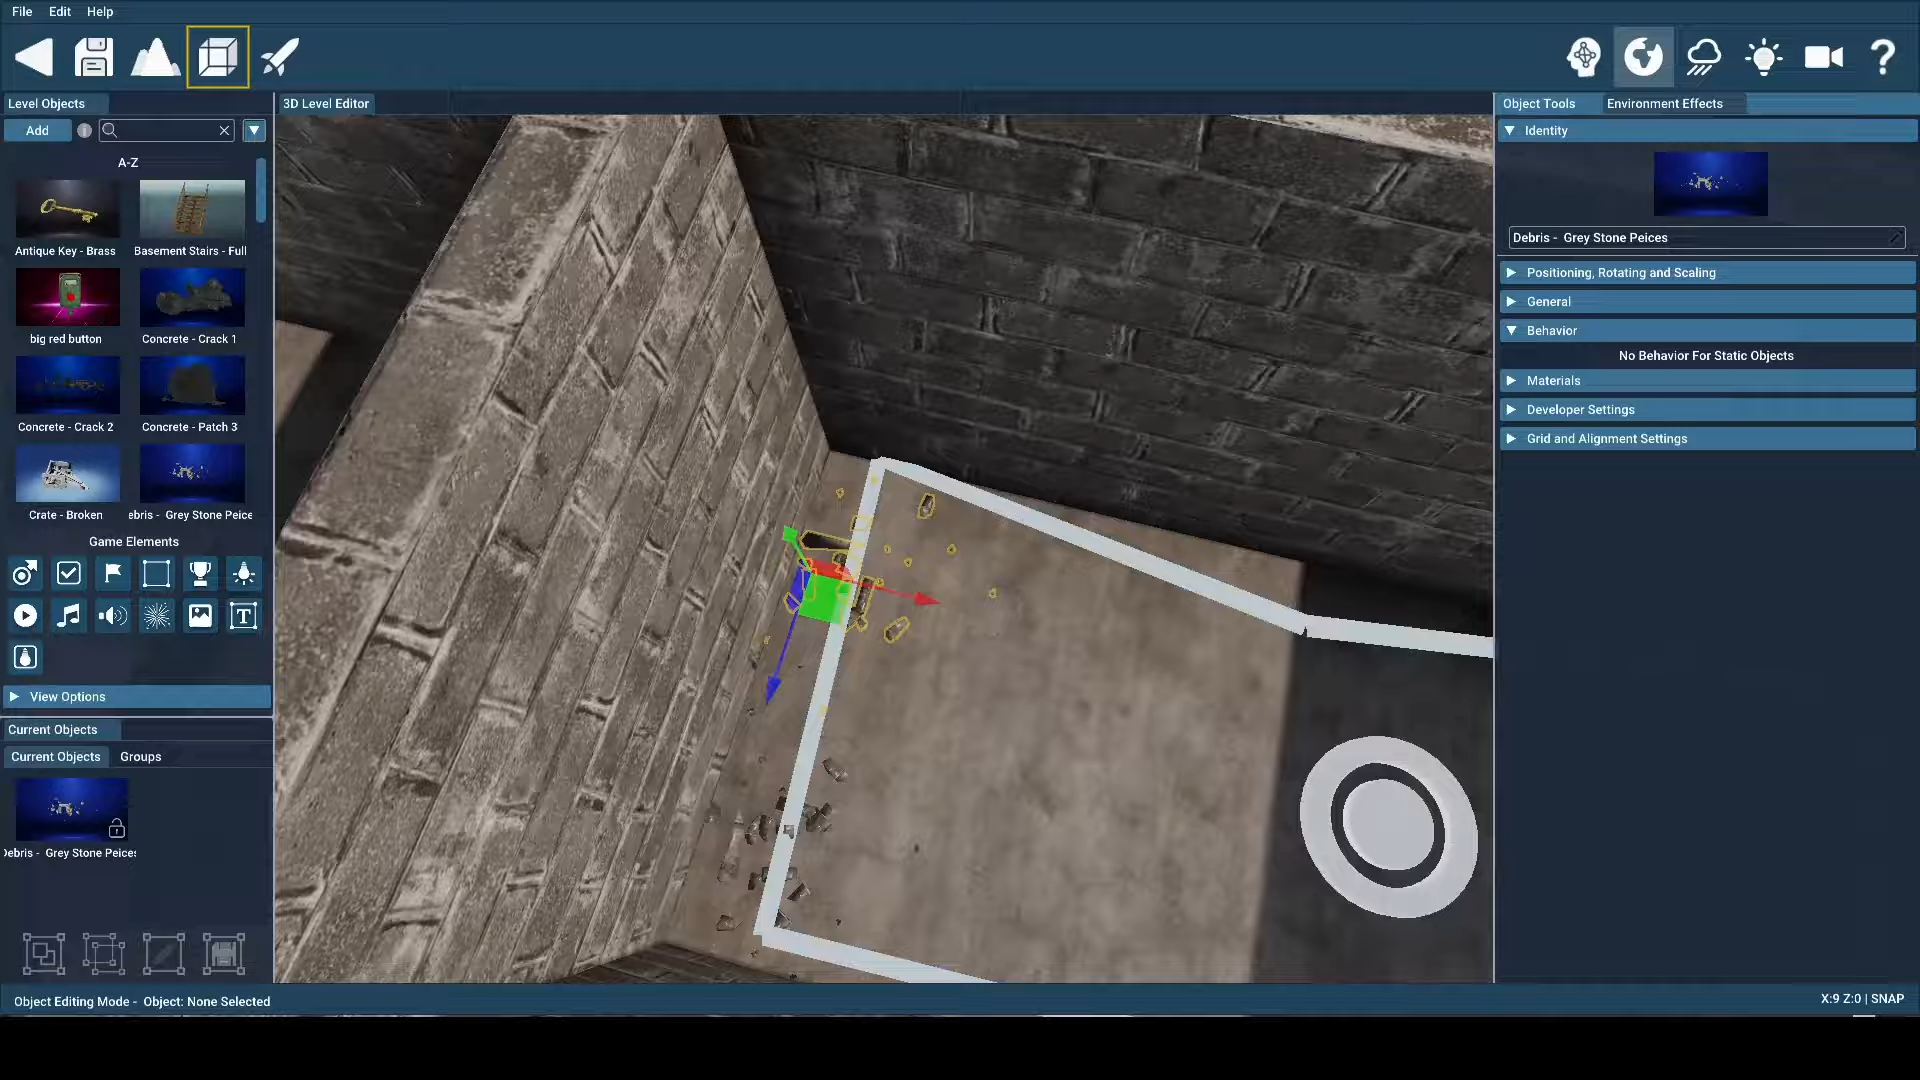 File Edit Help
Level Objects
Add
A-Z
Antique Key - Brass
Basement Stairs - Full
big red button
Concrete - Crack 1
Concrete - Crack 2
Concrete - Patch 3
Crate - Broken
ebris - Grey Stone Peice
Game Elements
T
View Options
Current Objects
Current Objects Groups
Debris - Grey Stone Peices
3D Level Editor
Object Tools Environment Effects
Identity
Debris - Grey Stone Peices
Positioning, Rotating and Scaling
General
Behavior
No Behavior For Static Objects
Materials
Developer Settings
Grid and Alignment Settings
Object Editing Mode - Object: None Selected
X:9 Z:0 | SNAP